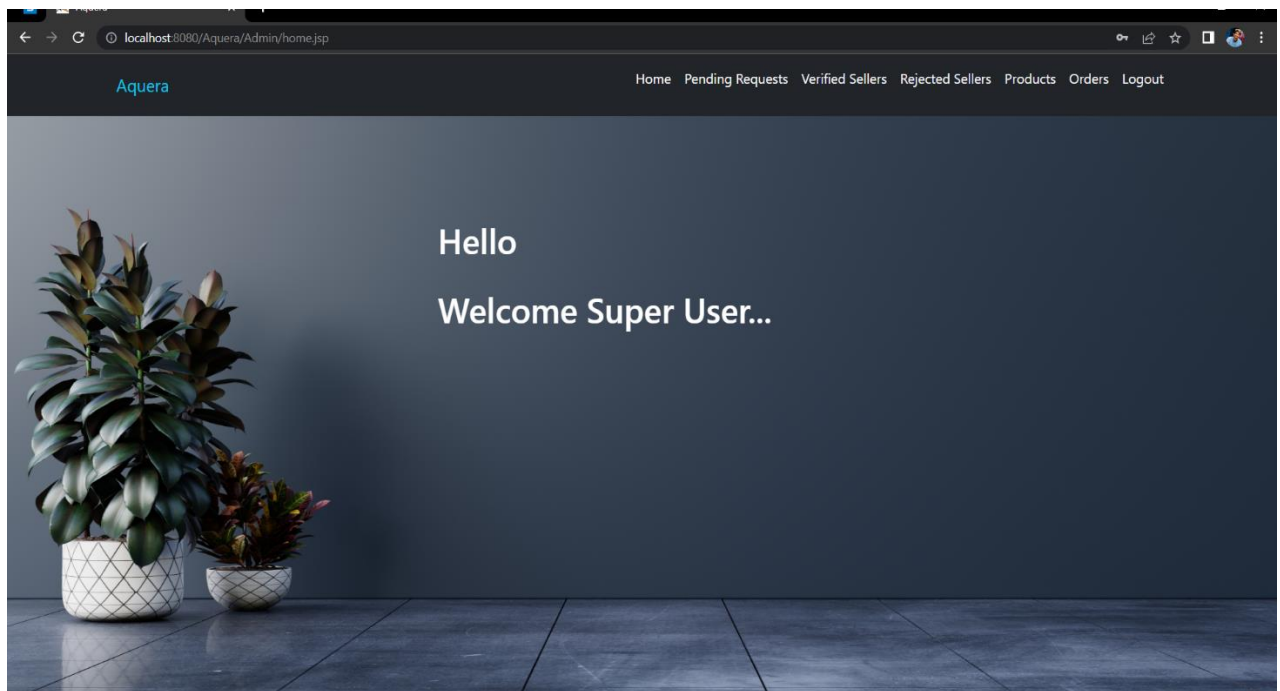 localhost:8080/Aquera/Admin/home.jsp
Aquera
Home Pending Requests Verified Sellers Rejected Sellers Products Orders Logout
Hello
Welcome Super User...